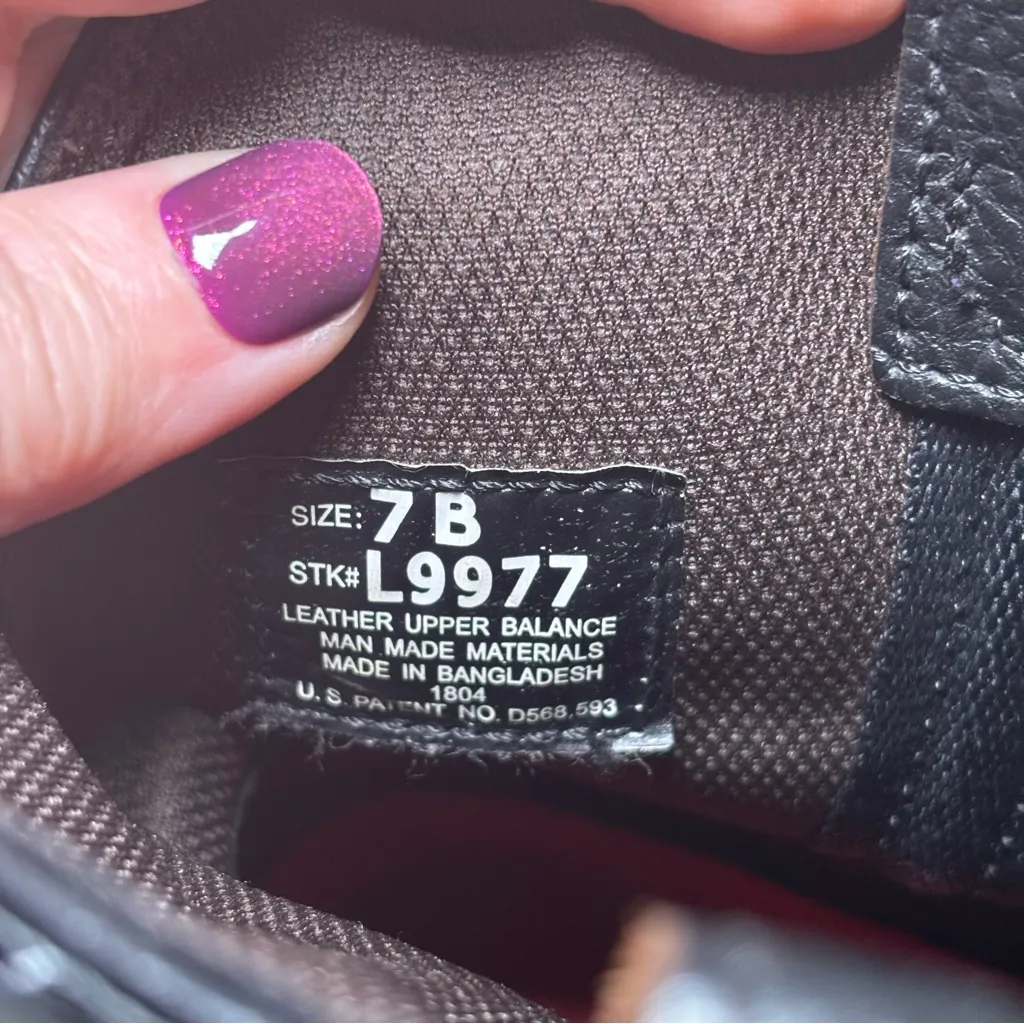 SIZE: 7 B
STK# L9977
LEATHER UPPER BALANCE
MAN MADE MATERIALS
MADE IN BANGLADESH
1804
U.S. PATENT NO. D568,593